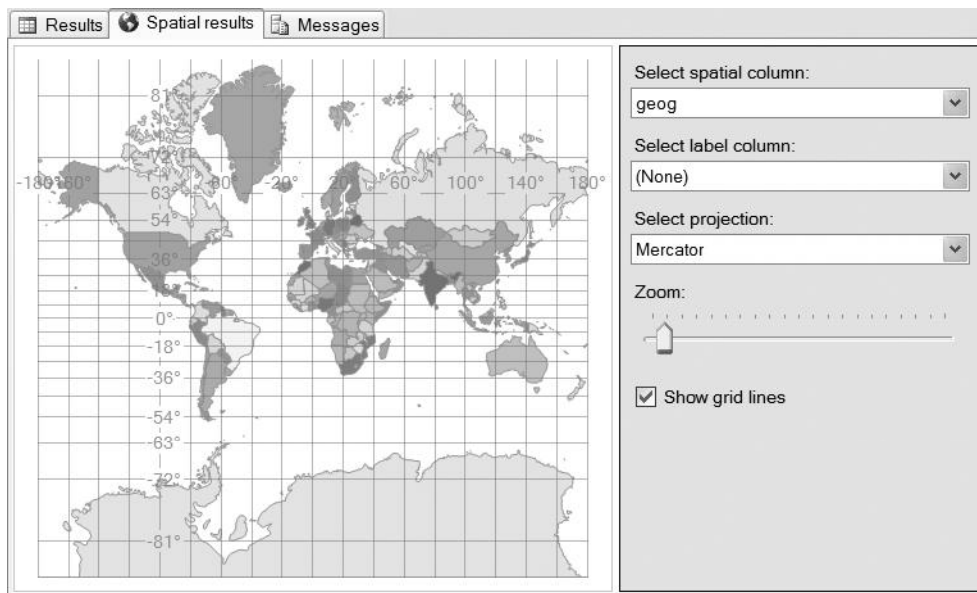 Results
Spatial results
Messages
81°
72°
-180°
-60°
-20°
20°
60°
100°
140°
180°
63°
54°
36°
18°
0°
-18°
-36°
-54°
-63°
-72°
-81°
Select spatial column:
geog
Select label column:
(None)
Select projection:
Mercator
Zoom:
Show grid lines